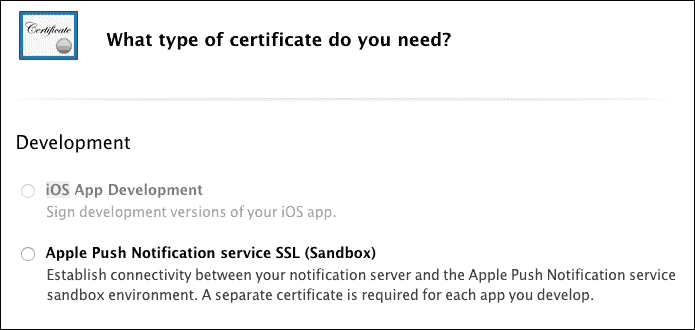 Certificate
What type of certificate do you need?
Development
iOS App Development
Sign development versions of your iOS app.
Apple Push Notification service SSL (Sandbox)
Establish connectivity between your notification server and the Apple Push Notification service
sandbox environment. A separate certificate is required for each app you develop.